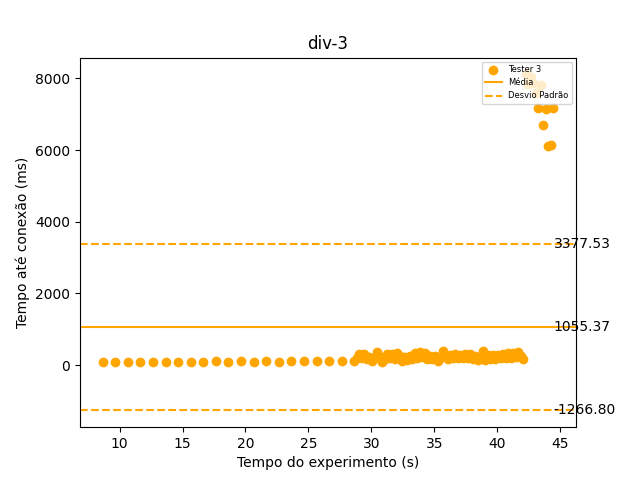 div-3
Tester 3
Média
Desvio Padrão
8000
6000
4000
2000
0
3377.53
1055.37
-1266.80
10 15 20 25 30 35 40 45
Tempo do experimento (s)
Tempo até conexão (ms)